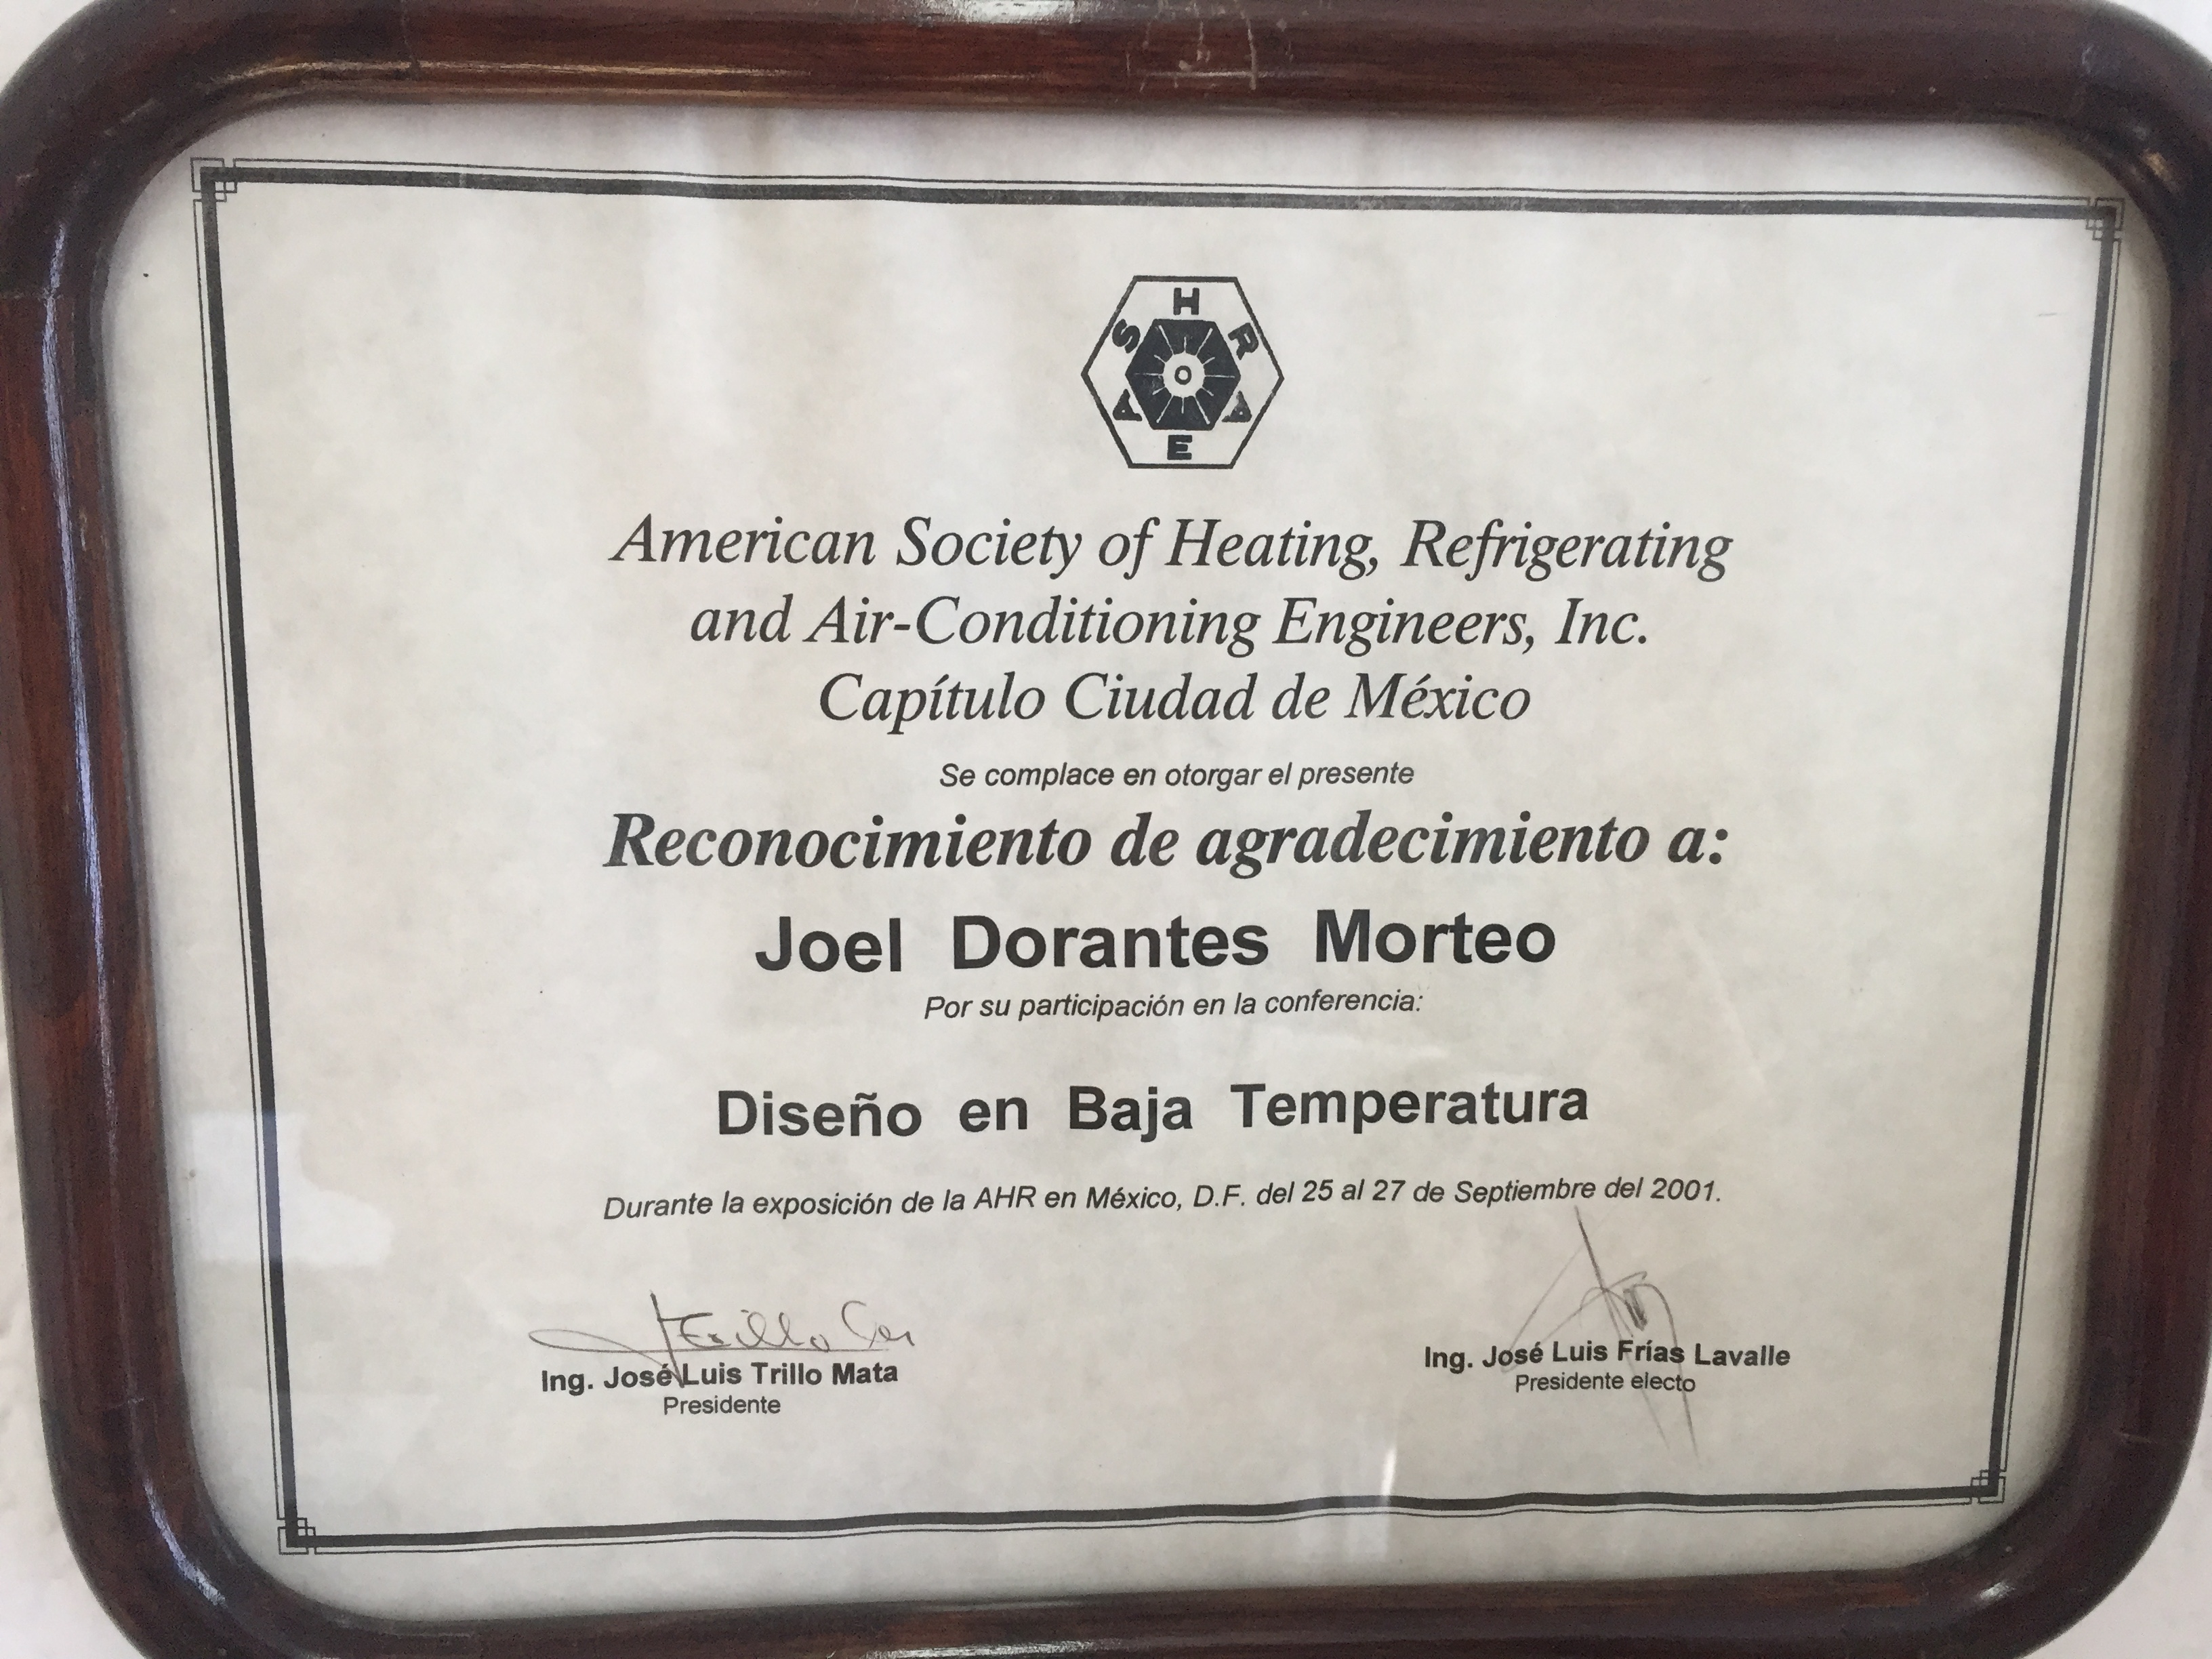 ASHRAE
American Society of Heating, Refrigerating
and Air-Conditioning Engineers, Inc.
Capítulo Ciudad de México
Se complace en otorgar el presente
Reconocimiento de agradecimiento a:
Joel Dorantes Morteo
Por su participación en la conferencia:
Diseño en Baja Temperatura
Durante la exposición de la AHR en México, D.F. del 25 al 27 de Septiembre del 2001.
Ing. José Luis Trillo Mata
Presidente
Ing. José Luis Frías Lavalle
Presidente electo